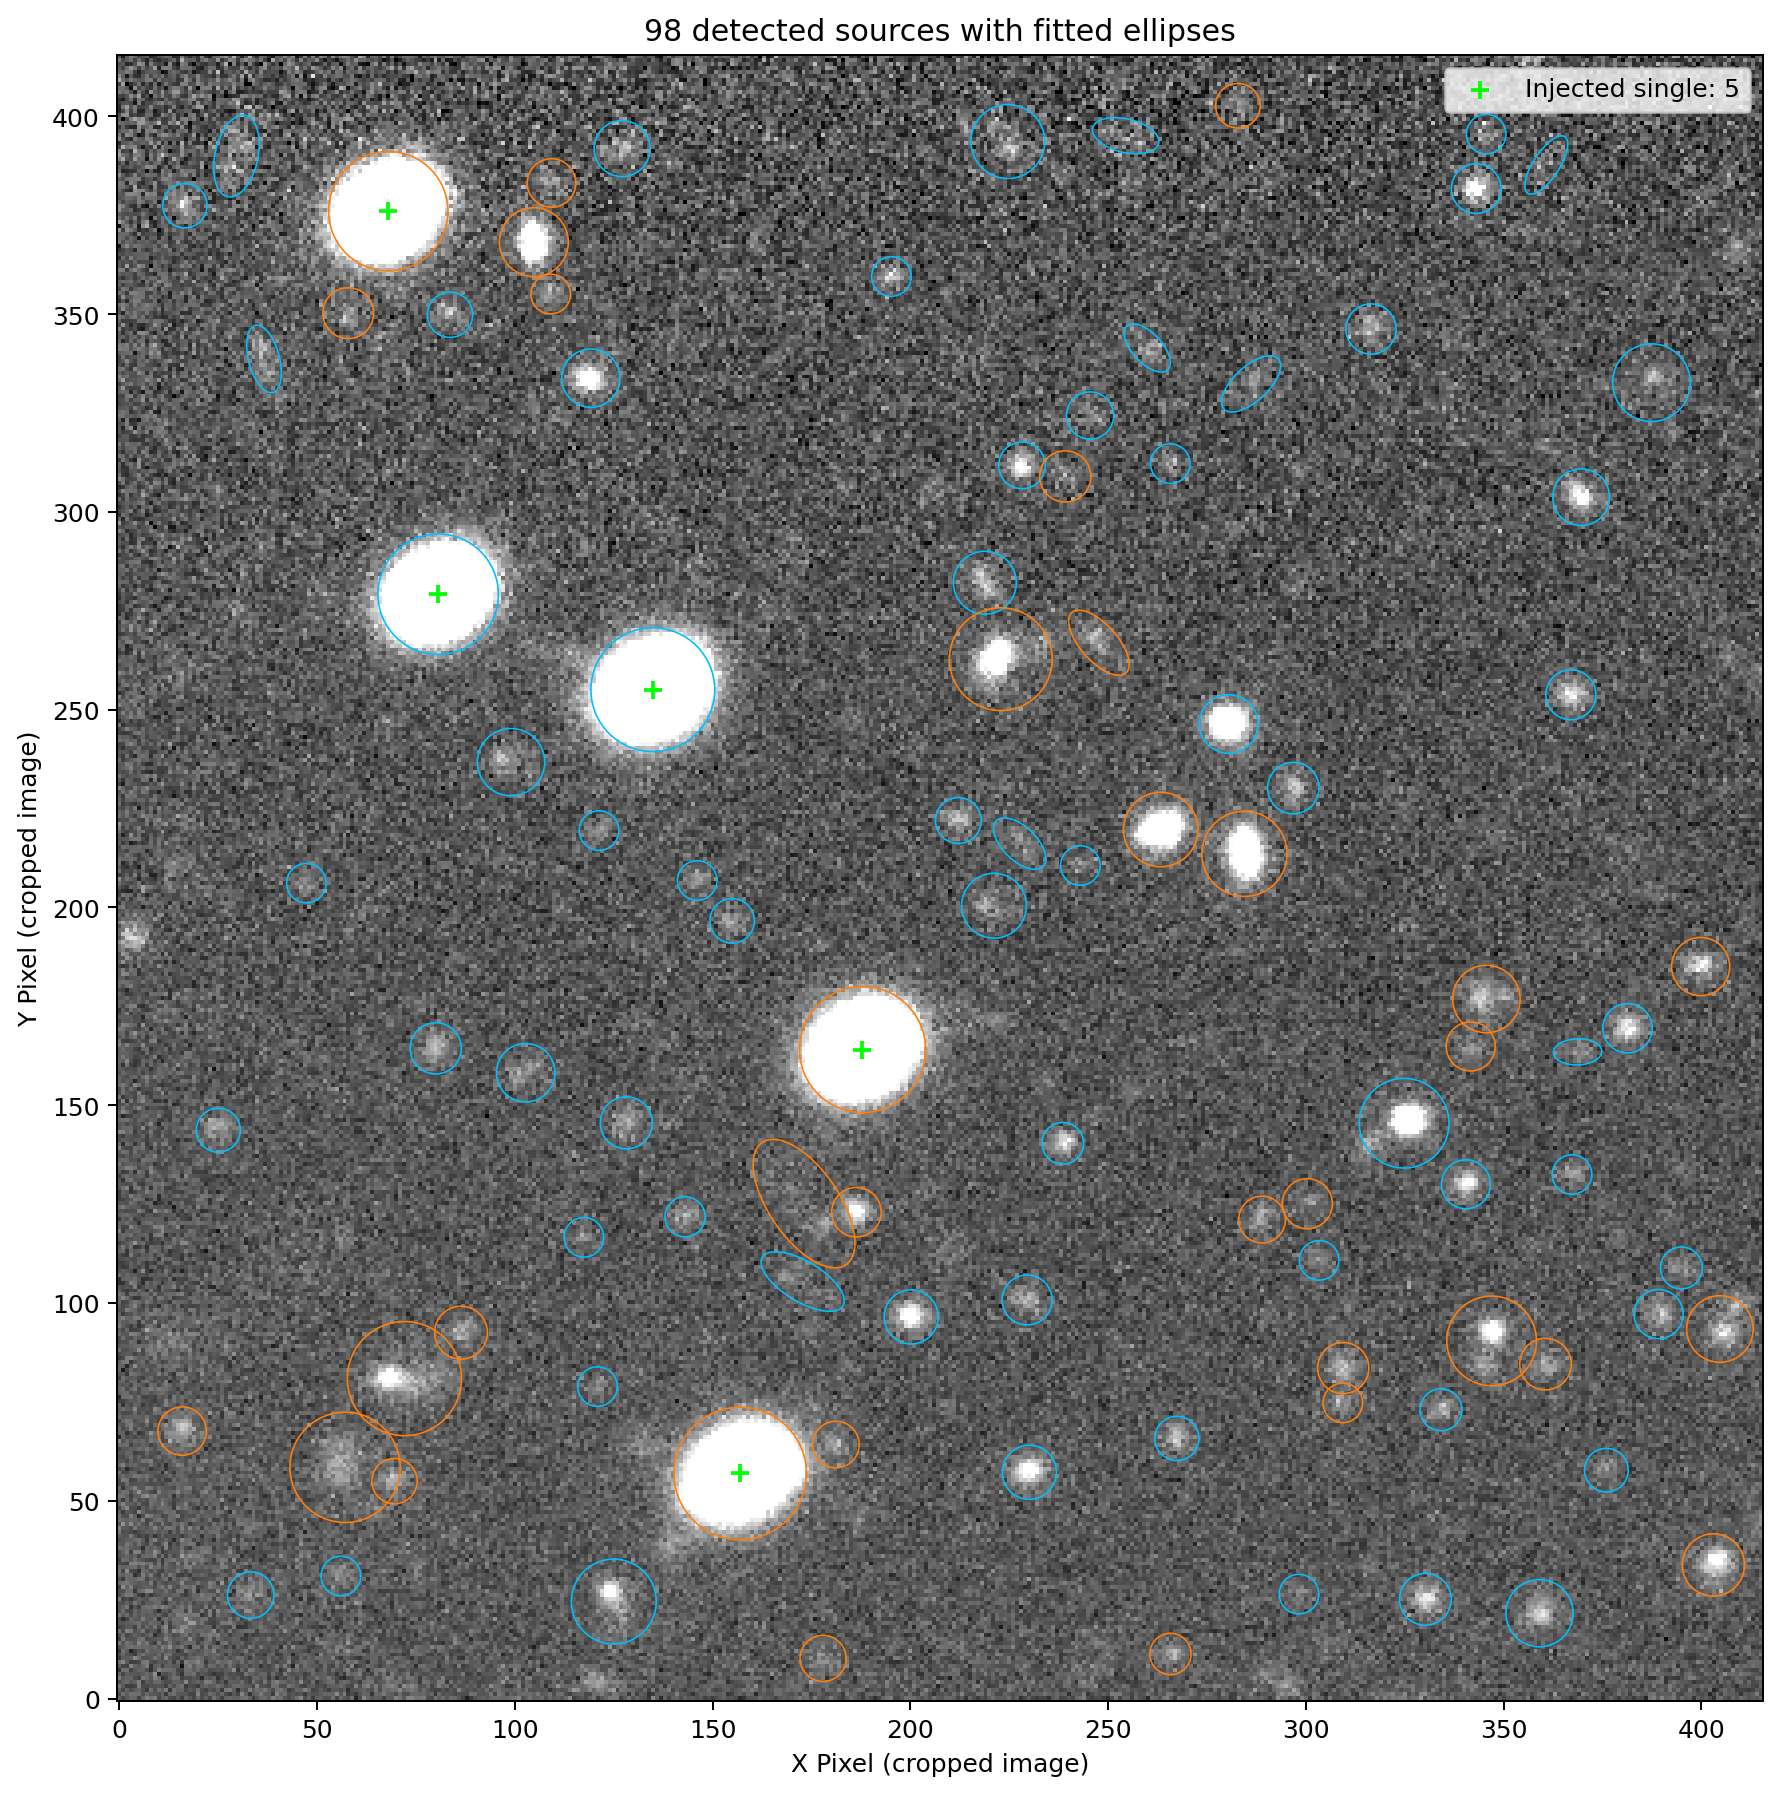 98 detected sources with fitted ellipses
Injected single: 5
Y Pixel (cropped image)
400
350
300
250
200
150
100
50
0
0 50 100 150 200 250 300 350 400
X Pixel (cropped image)